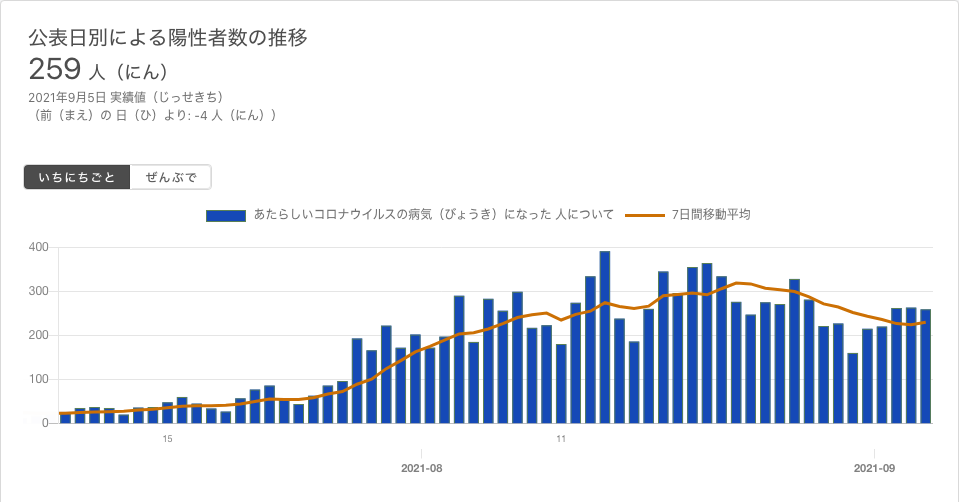 公表日別による陽性者数の推移
259 人（にん）
2021年9月5日 実績値（じっせきち）
（前（まえ）の 日（ひ）より: -4 人（にん））
いちにちごと ぜんぶで
あたらしいコロナウイルスの病気（びょうき）になった 人について 7日間移動平均
400
300
200
100
0
15 11
2021-08 2021-09